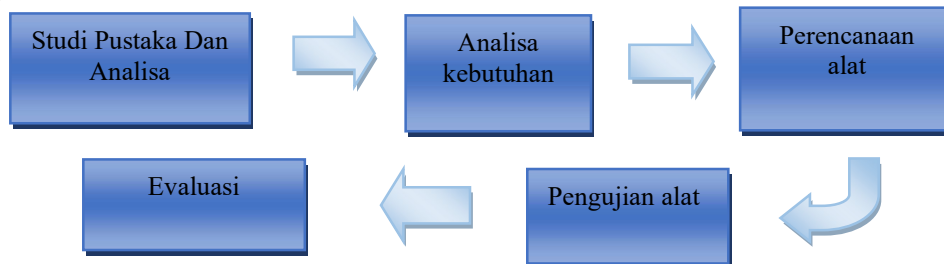 Studi Pustaka Dan
Analisa
Analisa
kebutuhan
Perencanaan
alat
Pengujian alat
Evaluasi